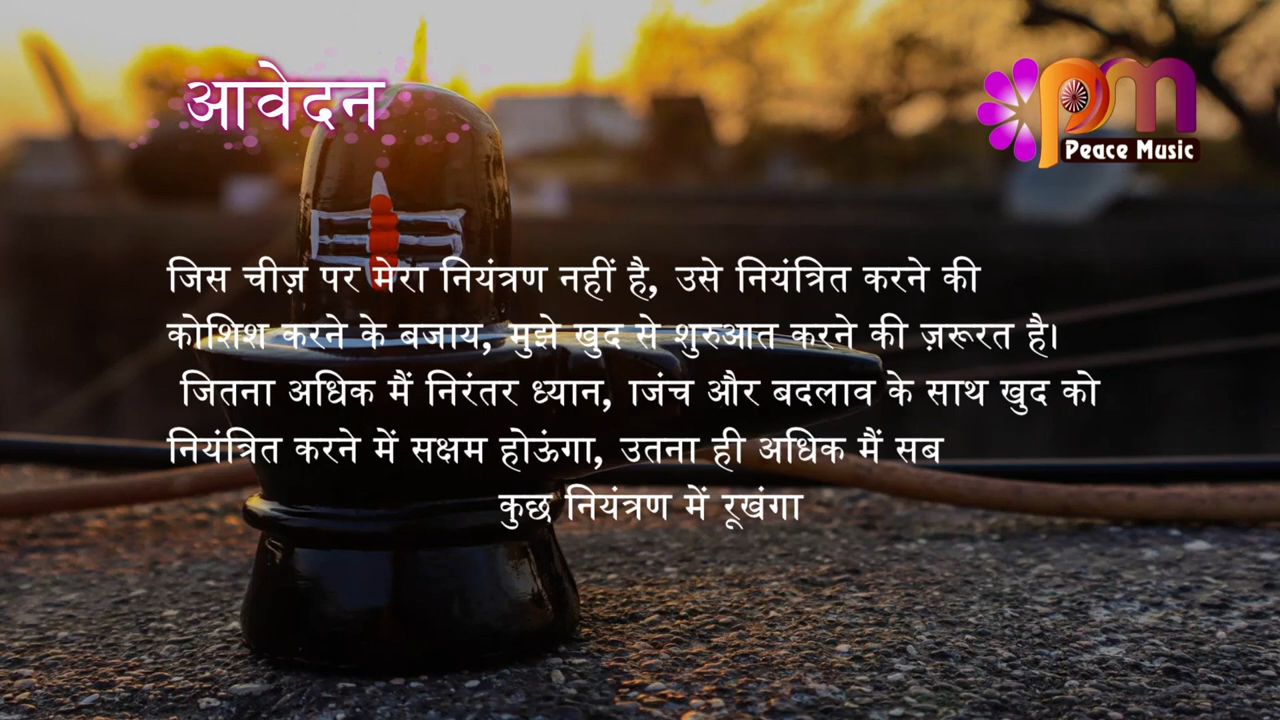 आवेदन
pm
Peace Music
जिस चीज़ पर मेरा नियंत्रण नहीं है, उसे नियंत्रित करने की
कोशिश करने के बजाय, मुझे खुद से शुरुआत करने की ज़रूरत है।
जितना अधिक मैं निरंतर ध्यान, ाजंच और बदलाव के साथ खुद को
नियंत्रित करने में सक्षम होऊंगा, उतना ही अधिक मैं सब
कुछ नियंत्रण में रूखंगा